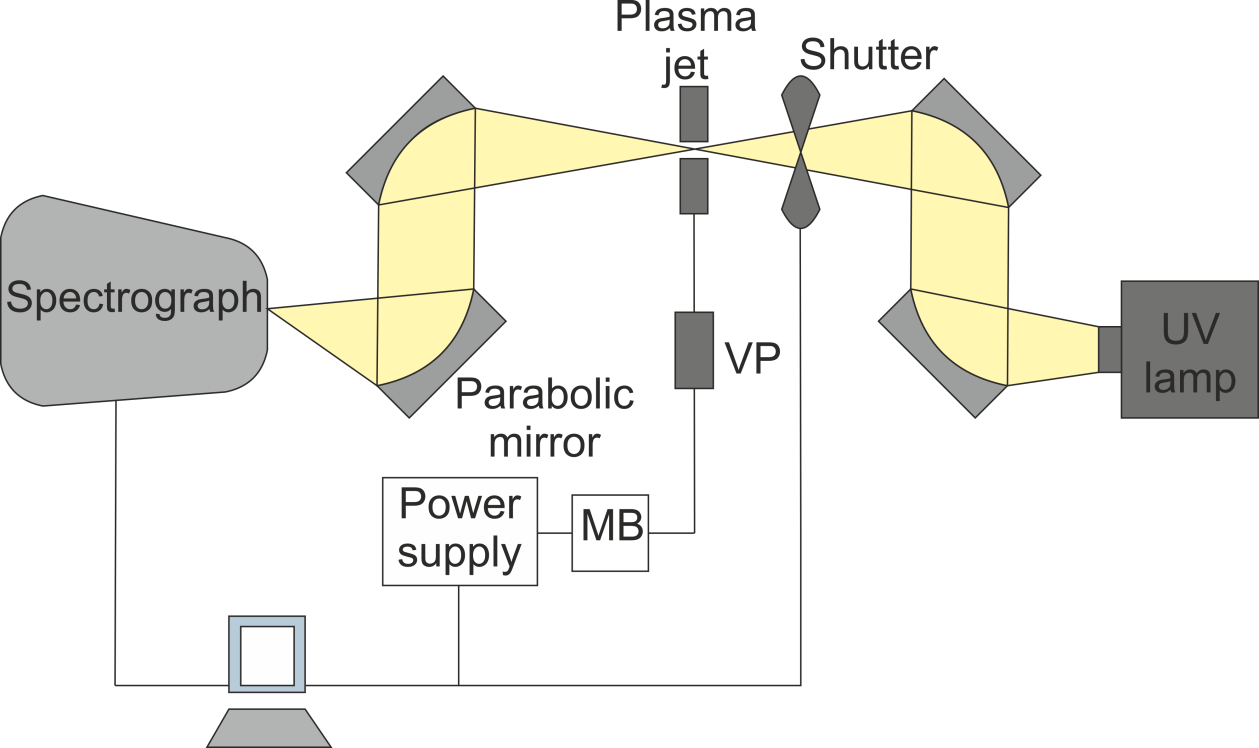 Plasma
jet
Shutter
Spectrograph
UV
lamp
VP
Parabolic
mirror
Power
supply
MB